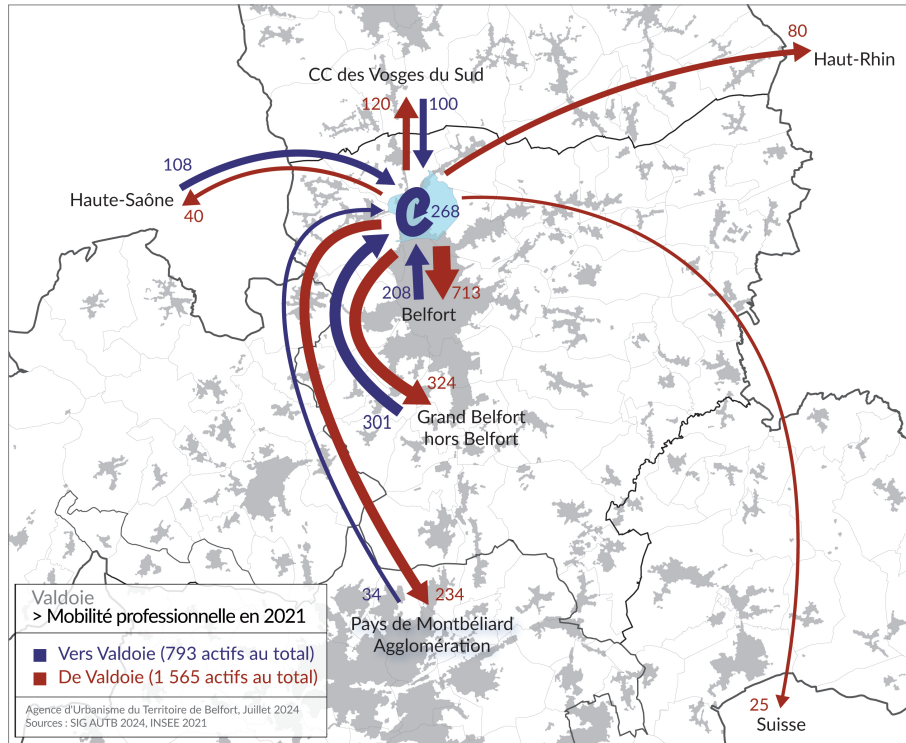 80
Haut-Rhin
CC des Vosges du Sud
120
100
108
Haute-Saône
40
268
208
713
Belfort
324
301
Grand Belfort
hors Belfort
34
234
Pays de Montbéliard
Agglomération
25
Suisse
Valdoie
> Mobilité professionnelle en 2021
Vers Valdoie (793 actifs au total)
De Valdoie (1 565 actifs au total)
Agence d'Urbanisme du Territoire de Belfort, Juillet 2024
Sources : SIG AUTB 2024, INSEE 2021